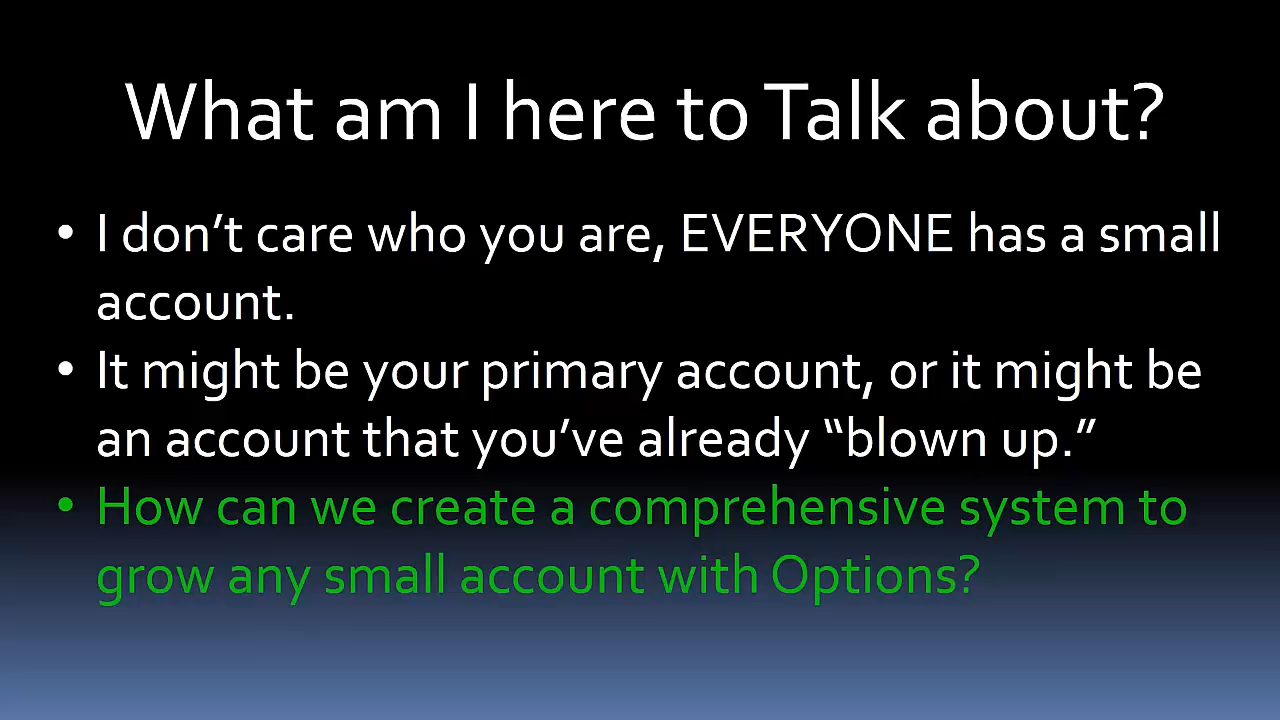 What am I here to Talk about?
• I don’t care who you are, EVERYONE has a small
account.
• It might be your primary account, or it might be
an account that you’ve already “blown up.”
• How can we create a comprehensive system to
grow any small account with Options?